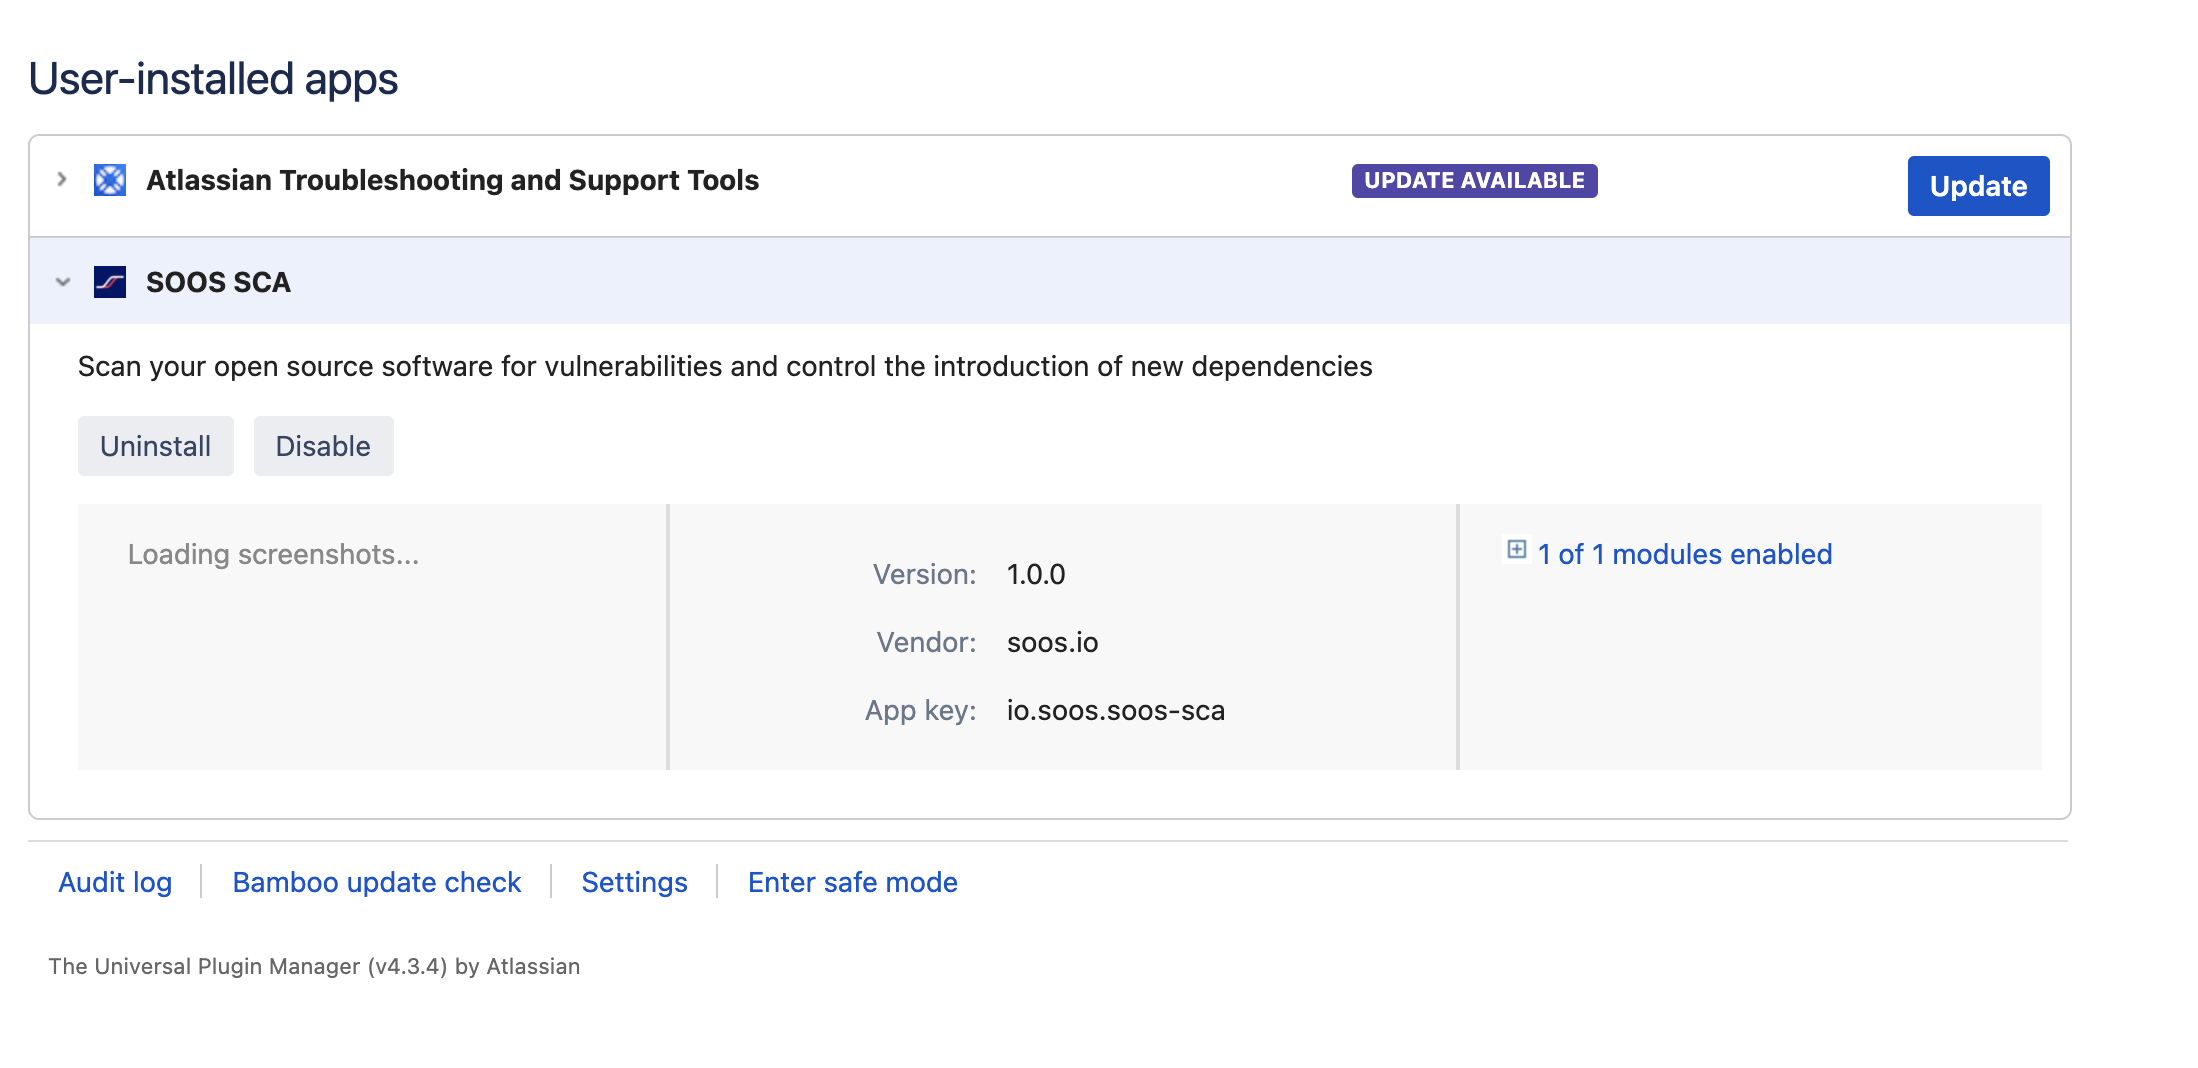 User-installed apps
Atlassian Troubleshooting and Support Tools
UPDATE AVAILABLE
Update
SOOS SCA
Scan your open source software for vulnerabilities and control the introduction of new dependencies
Uninstall
Disable
Loading screenshots...
Version: 1.0.0
Vendor: soos.io
App key: io.soos.soos-sca
1 of 1 modules enabled
Audit log
Bamboo update check
Settings
Enter safe mode
The Universal Plugin Manager (v4.3.4) by Atlassian